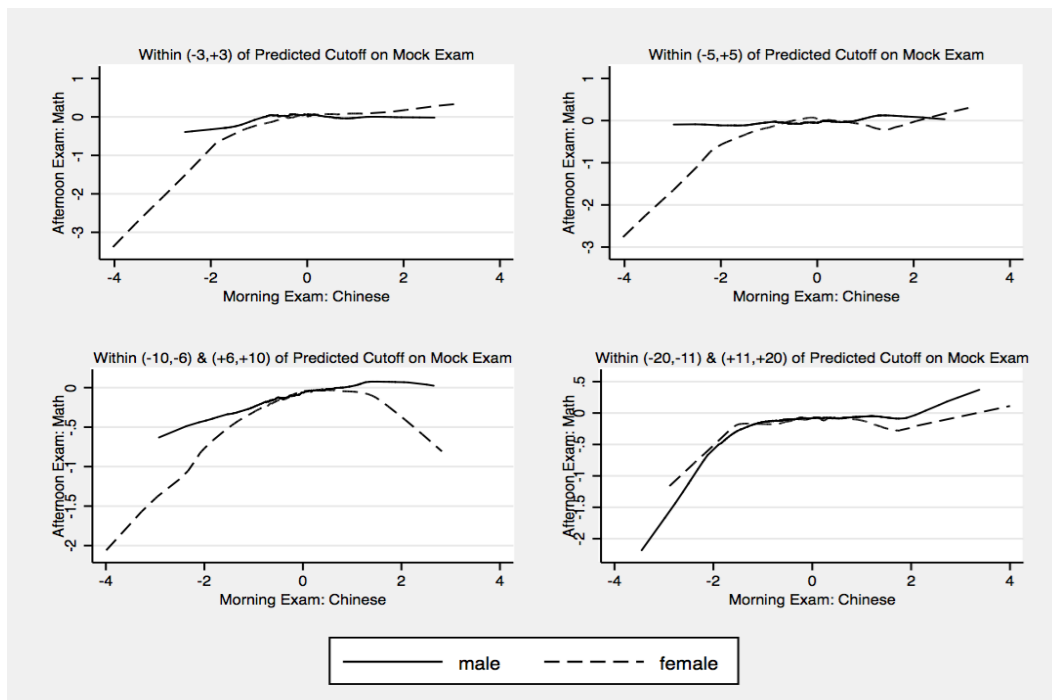 Within (-3,+3) of Predicted Cutoff on Mock Exam
Afternoon Exam: Math
1
0
-1
-2
-3
-4
-2
0
2
4
Morning Exam: Chinese
Within (-5,+5) of Predicted Cutoff on Mock Exam
Afternoon Exam: Math
1
0
-1
-2
-3
-4
-2
0
2
4
Morning Exam: Chinese
Within (-10,-6) & (+6,+10) of Predicted Cutoff on Mock Exam
Afternoon Exam: Math
0
-.5
-1
-1.5
-2
-4
-2
0
2
4
Morning Exam: Chinese
Within (-20,-11) & (+11,+20) of Predicted Cutoff on Mock Exam
Afternoon Exam: Math
.5
0
-.5
-1
-1.5
-2
-4
-2
0
2
4
Morning Exam: Chinese
male
female